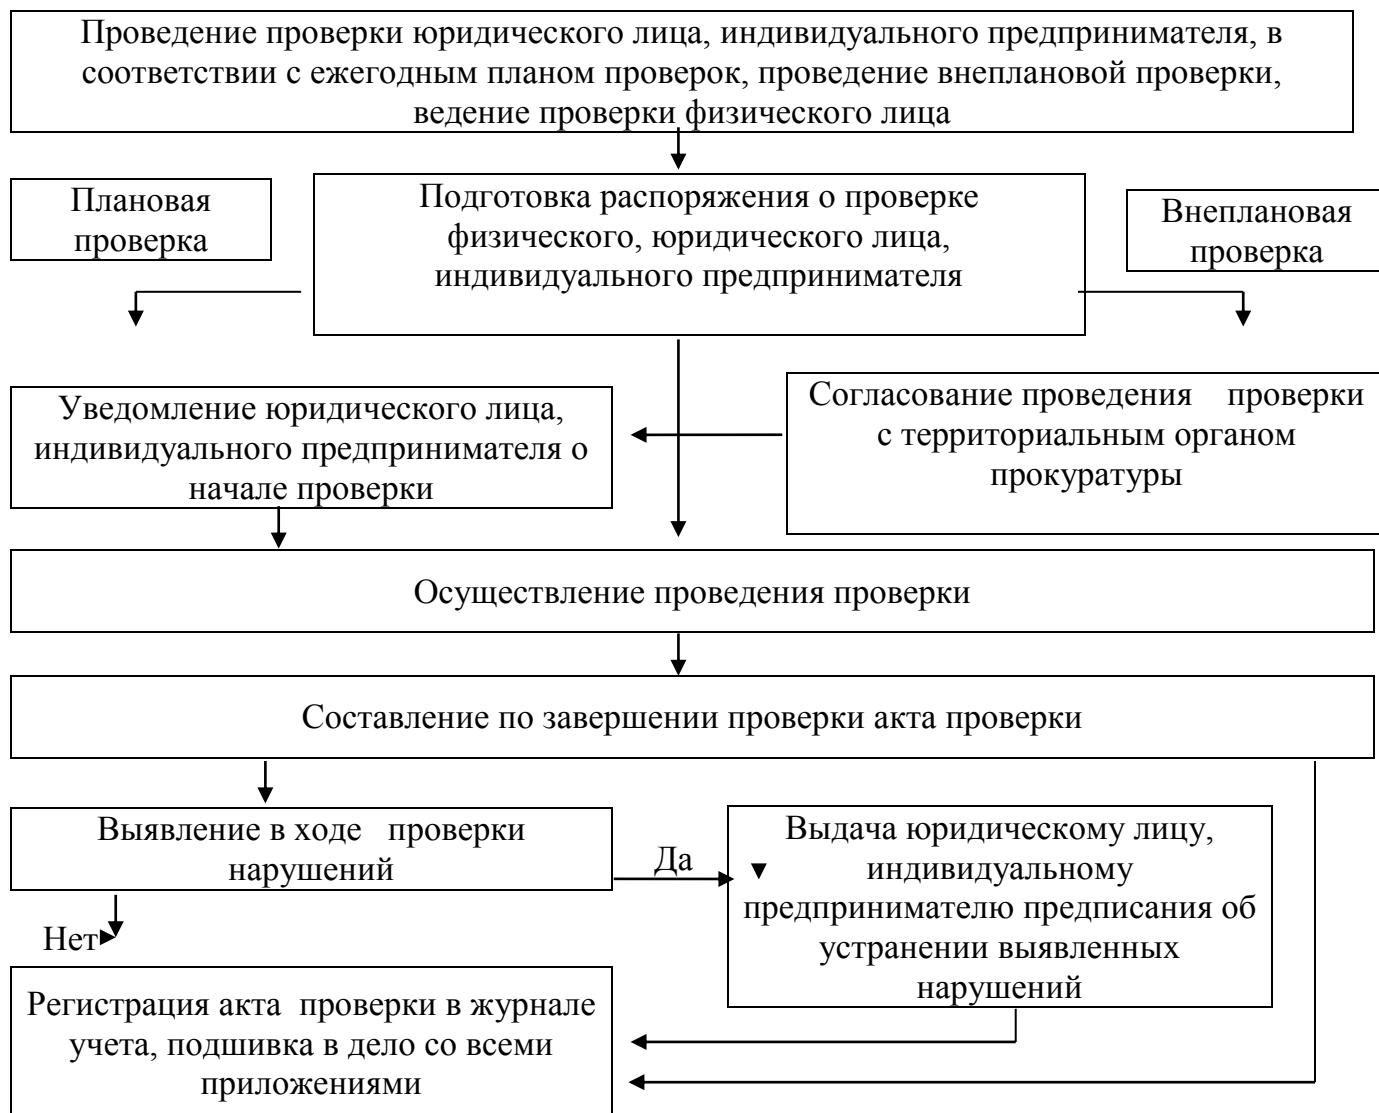 Проведение проверки юридического лица, индивидуального предпринимателя, в
соответствии с ежегодным планом проверок, проведение внеплановой проверки,
ведение проверки физического лица
Плановая
проверка
Подготовка распоряжения о проверке
физического, юридического лица,
индивидуального предпринимателя
Внеплановая
проверка
Уведомление юридического лица,
индивидуального предпринимателя о
начале проверки
Согласование проведения проверки
с территориальным органом
прокуратуры
Осуществление проведения проверки
Составление по завершении проверки акта проверки
Выявление в ходе проверки
нарушений
Да
Выдача юридическому лицу,
индивидуальному
предпринимателю предписания об
устранении выявленных
нарушений
Нет
Регистрация акта проверки в журнале
учета, подшивка в дело со всеми
приложениями